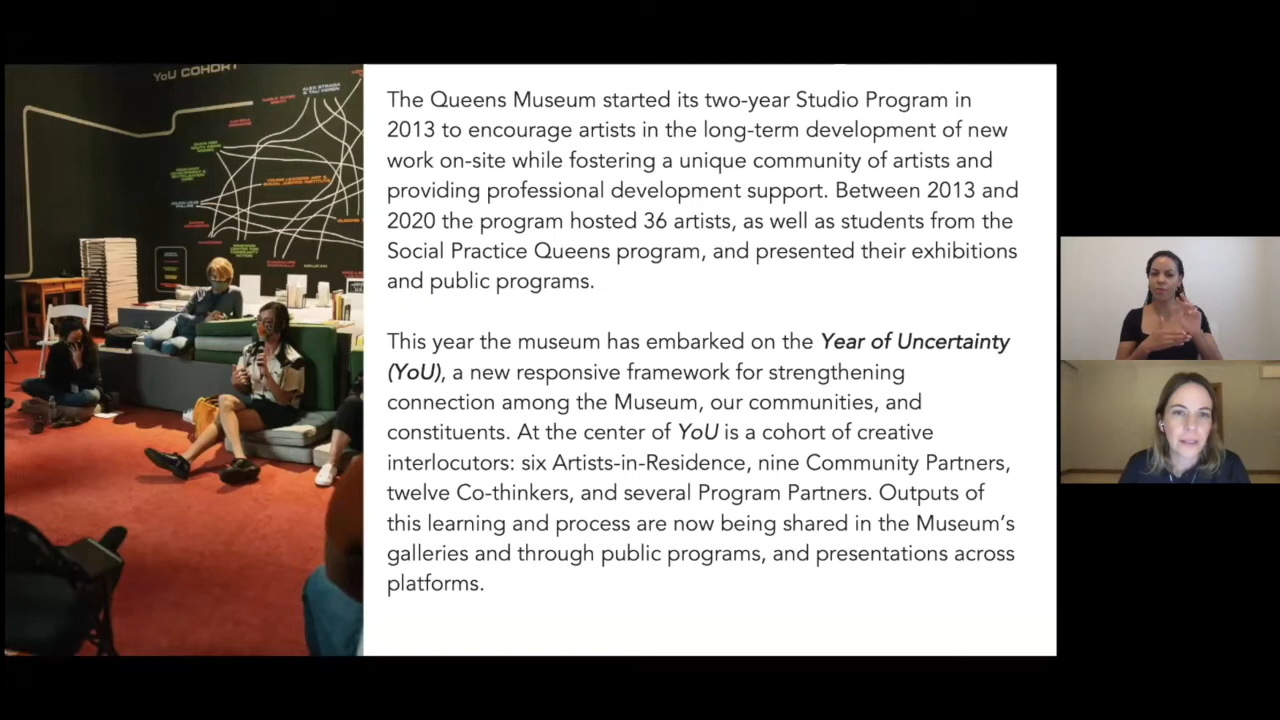 YoU COHORT
The Queens Museum started its two-year Studio Program in
2013 to encourage artists in the long-term development of new
work on-site while fostering a unique community of artists and
providing professional development support. Between 2013 and
2020 the program hosted 36 artists, as well as students from the
Social Practice Queens program, and presented their exhibitions
and public programs.
This year the museum has embarked on the Year of Uncertainty
(YoU), a new responsive framework for strengthening
connection among the Museum, our communities, and
constituents. At the center of YoU is a cohort of creative
interlocutors: six Artists-in-Residence, nine Community Partners,
twelve Co-thinkers, and several Program Partners. Outputs of
this learning and process are now being shared in the Museum's
galleries and through public programs, and presentations across
platforms.